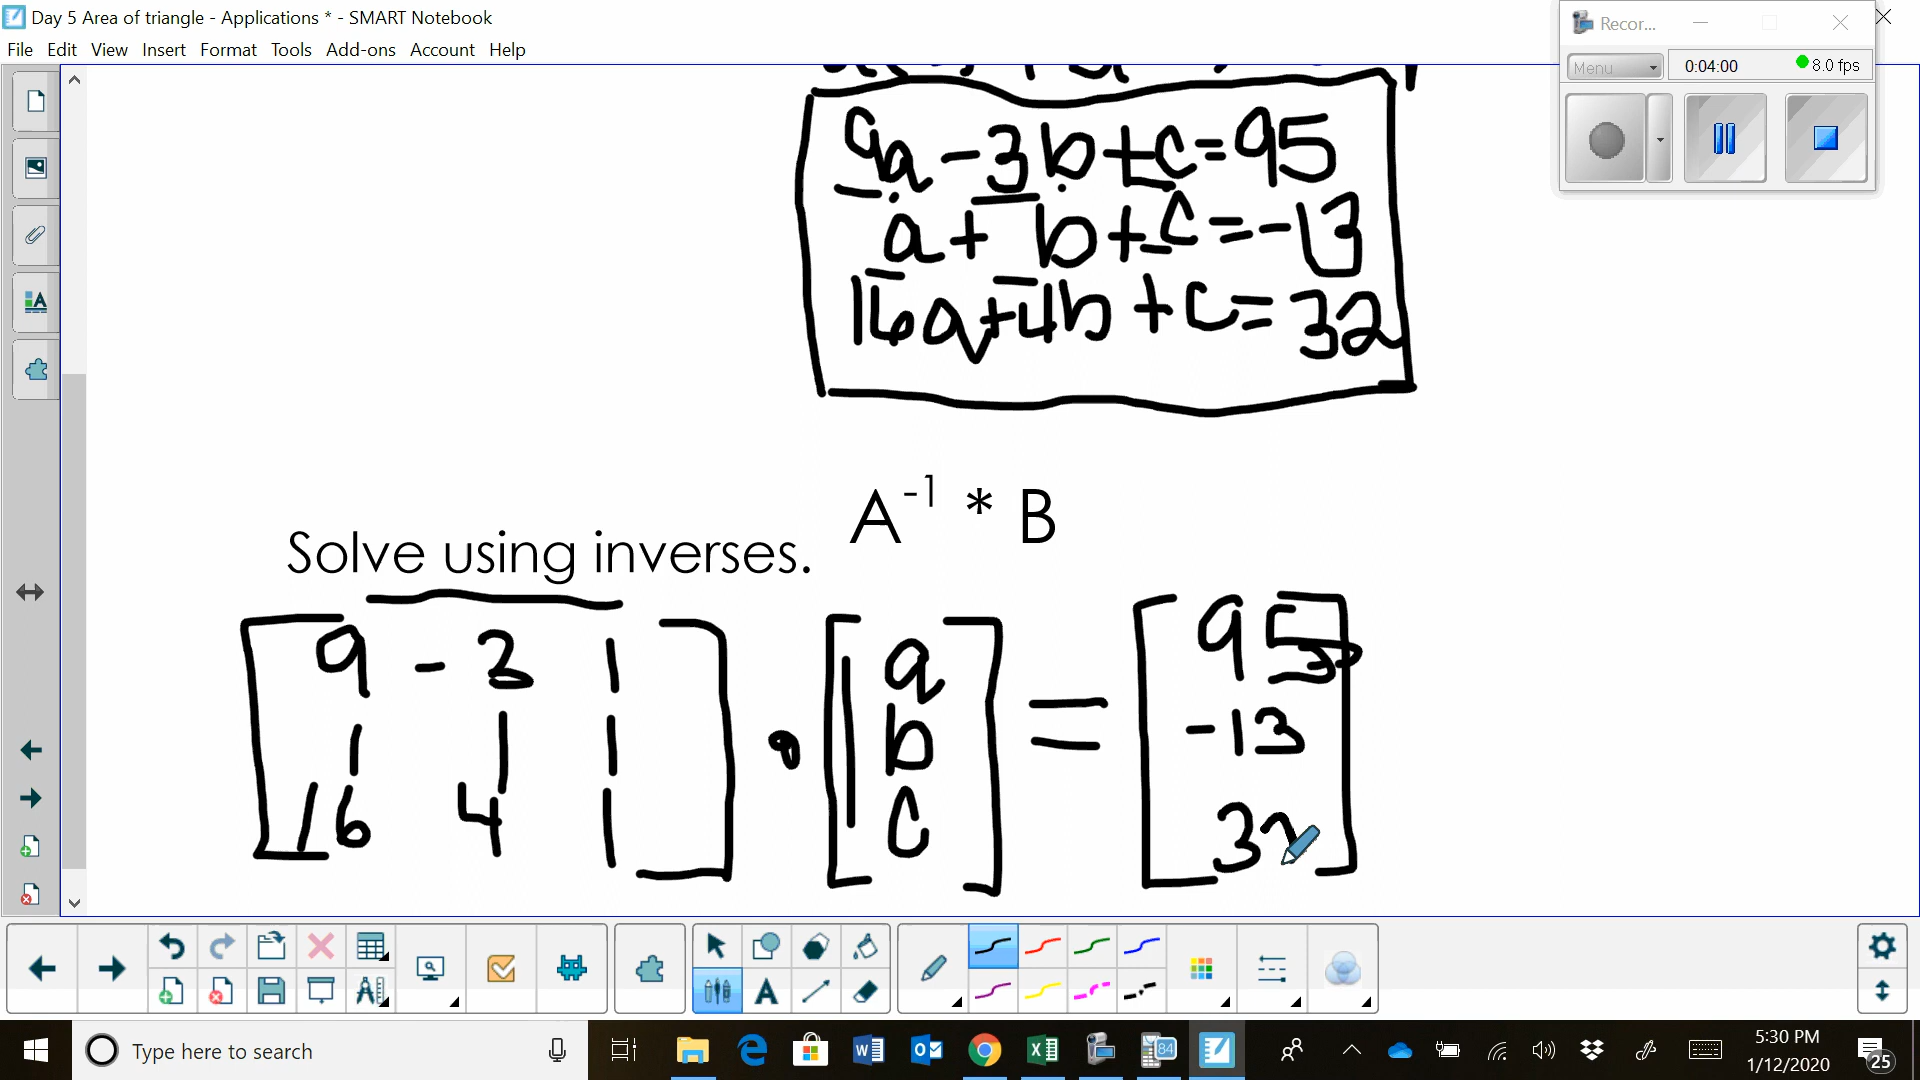 Day 5 Area of triangle - Applications * - SMART Notebook
File Edit View Insert Format Tools Add-ons Account Help
Recor...
Menu 0:04:00 8.0 fps
9a-3b+c=95
a+ b+c=-13
16a+4b+c=32
A-1 * B
Solve using inverses.
9 -3 1 a 95
1 1 1 • b = -13
16 4 1 c 32
Type here to search
84
5:30 PM
1/12/2020
25